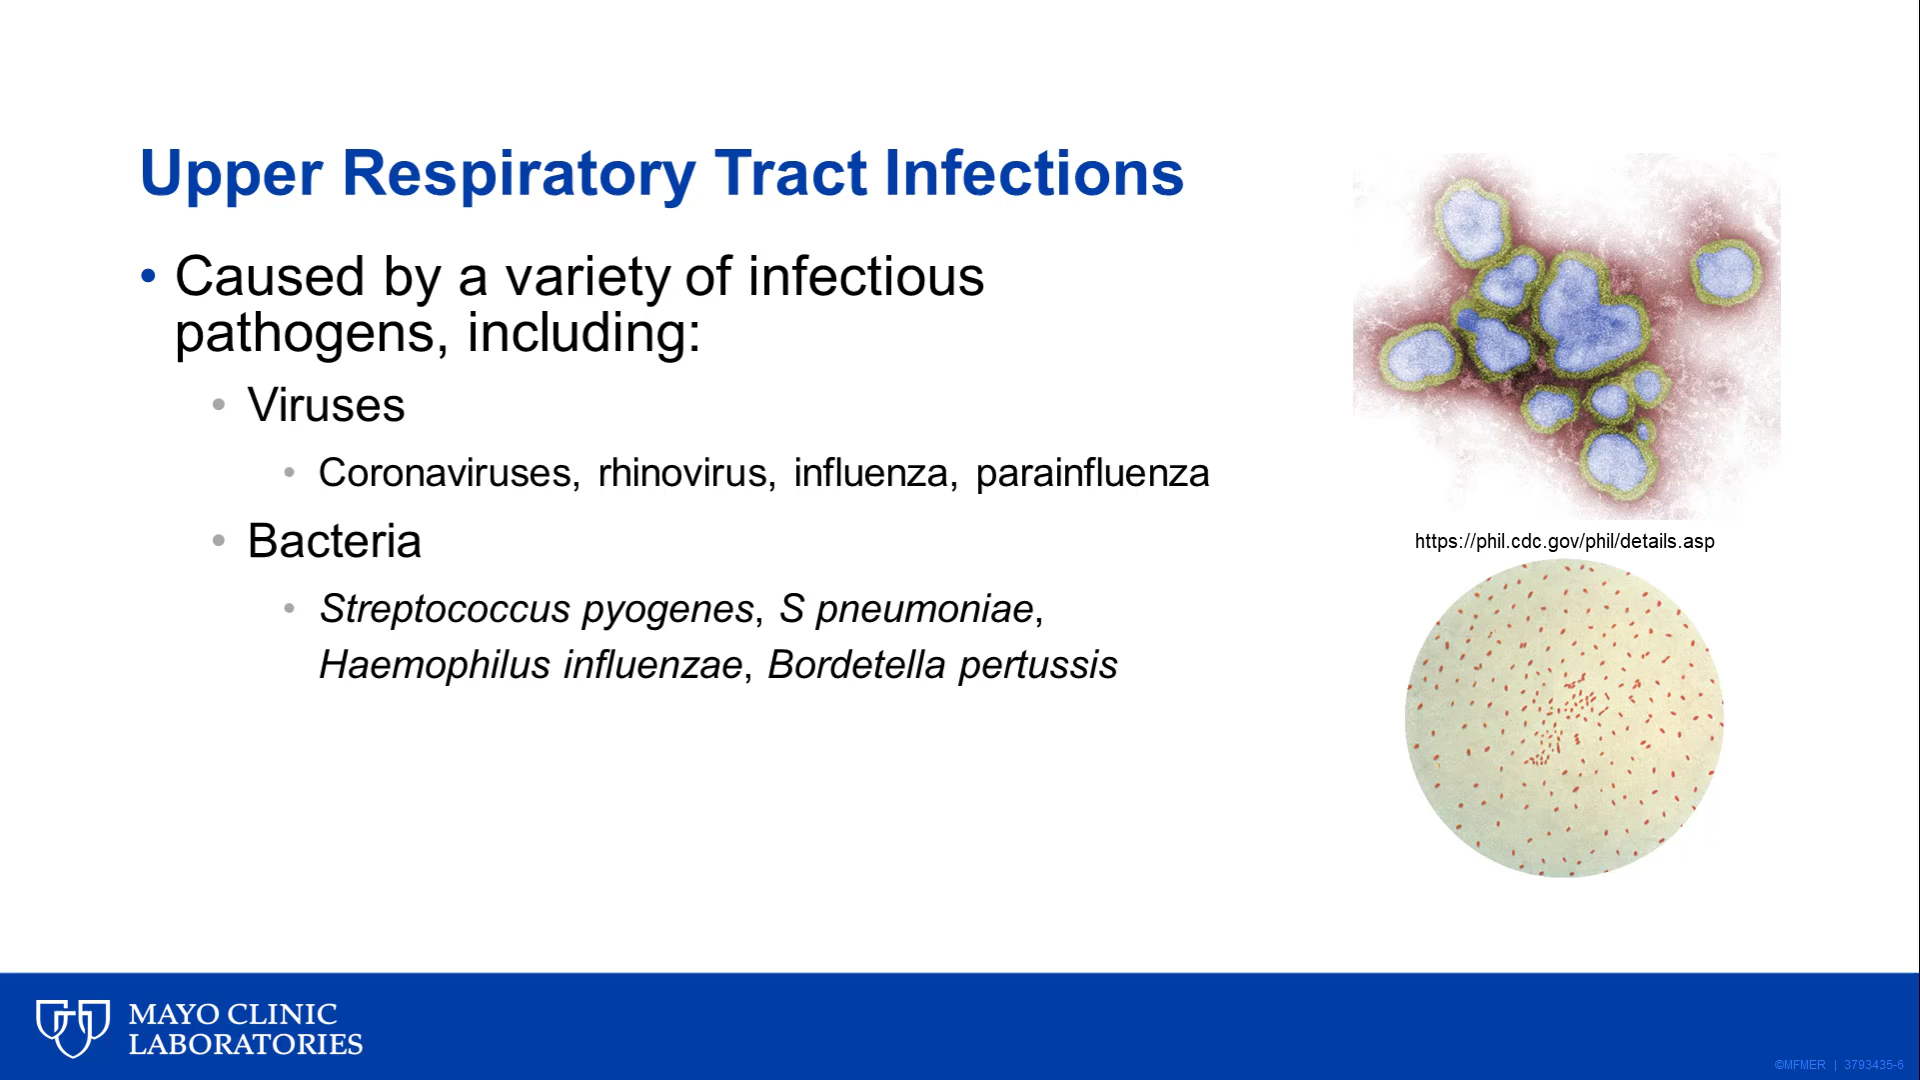 Upper Respiratory Tract Infections
• Caused by a variety of infectious
pathogens, including:
• Viruses
• Coronaviruses, rhinovirus, influenza, parainfluenza
• Bacteria
• Streptococcus pyogenes, S pneumoniae,
Haemophilus influenzae, Bordetella pertussis
https://phil.cdc.gov/phil/details.asp
MAYO CLINIC
LABORATORIES
©MFMER | 3793435-6